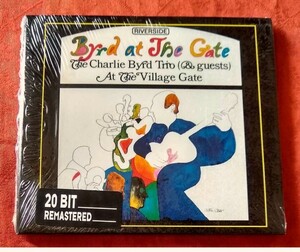 RIVERSIDE
Byrd at The Gate
The Charlie Byrd Trio (& guests)
At The Village Gate
20 BIT
REMASTERED